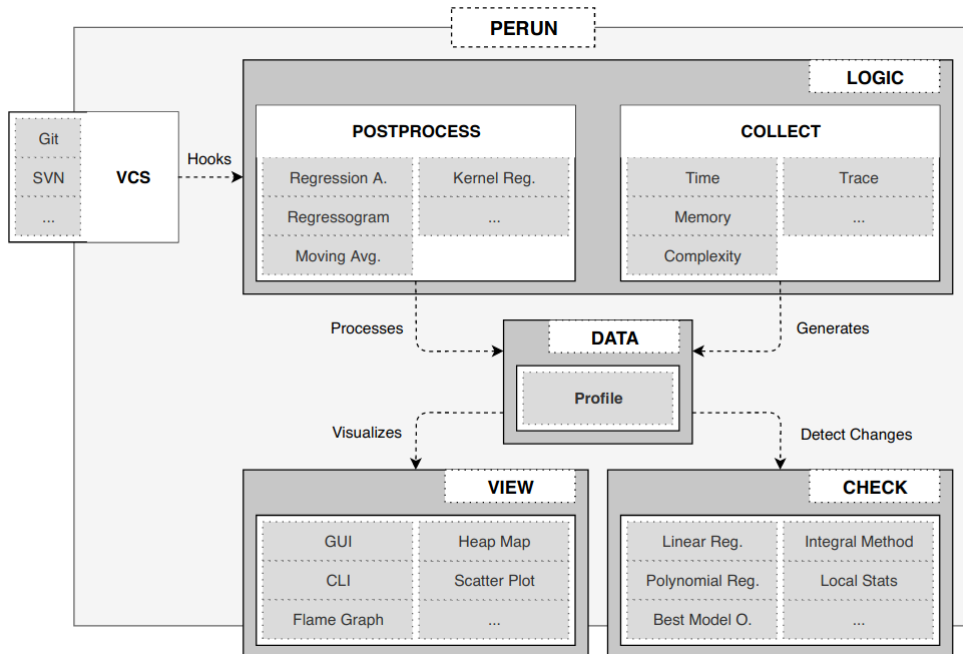 PERUN
LOGIC
Git
SVN
...
VCS
Hooks
POSTPROCESS
Regression A.
Kernel Reg.
Regressogram
...
Moving Avg.
COLLECT
Time
Trace
Memory
...
Complexity
Processes
Generates
DATA
Profile
Visualizes
Detect Changes
VIEW
GUI
Heap Map
CLI
Scatter Plot
Flame Graph
...
CHECK
Linear Reg.
Integral Method
Polynomial Reg.
Local Stats
Best Model O.
...